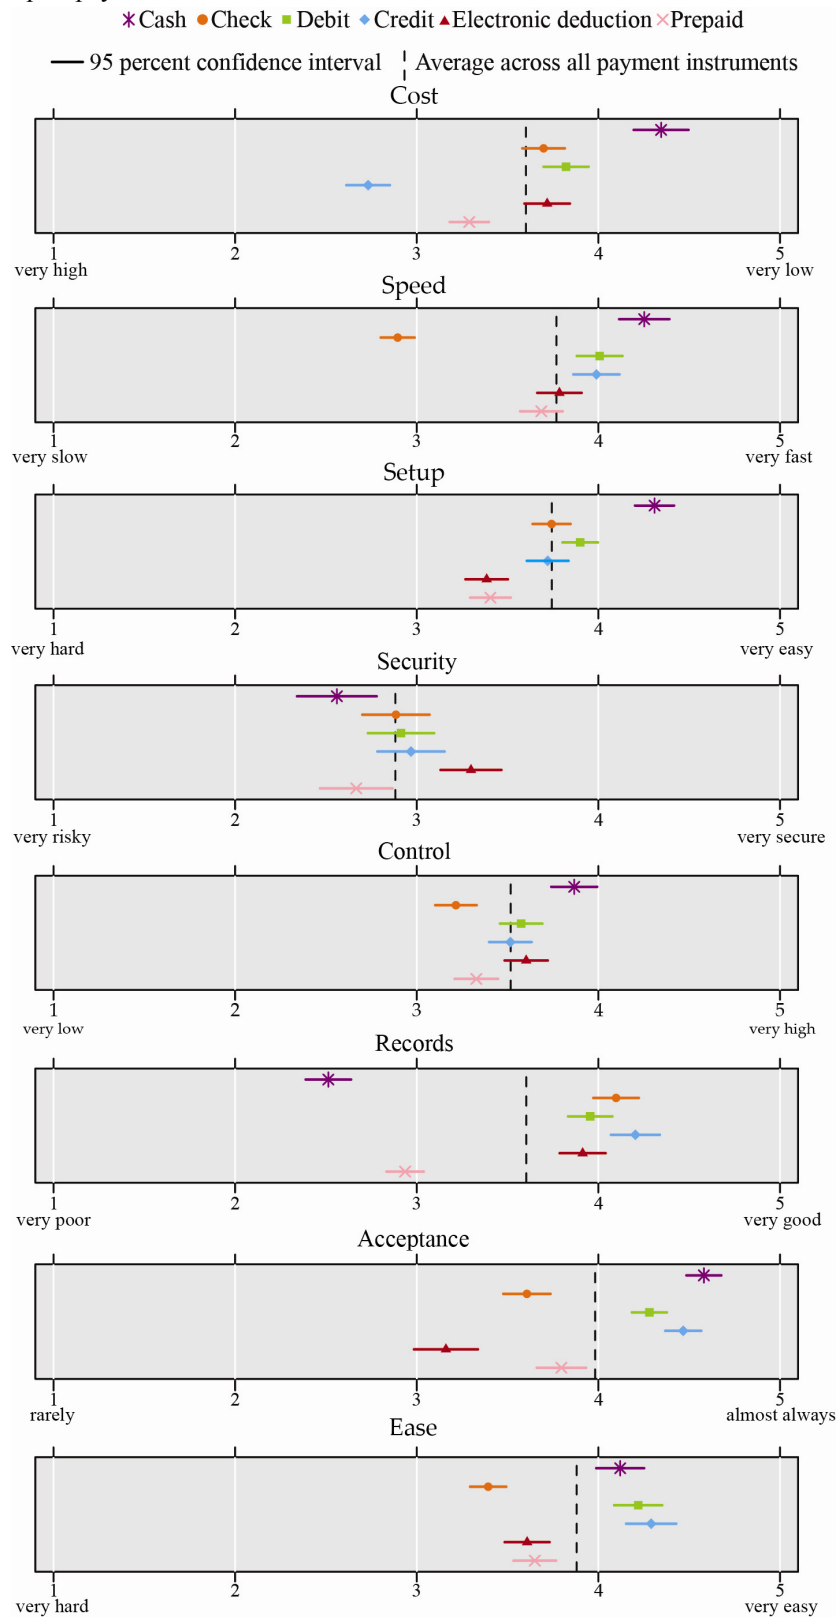 Cash Check Debit Credit Electronic deduction Prepaid
95 percent confidence interval Average across all payment instruments
Cost
1 2 3 4 5
very high very low
Speed
1 2 3 4 5
very slow very fast
Setup
1 2 3 4 5
very hard very easy
Security
1 2 3 4 5
very risky very secure
Control
1 2 3 4 5
very low very high
Records
1 2 3 4 5
very poor very good
Acceptance
1 2 3 4 5
rarely almost always
Ease
1 2 3 4 5
very hard very easy